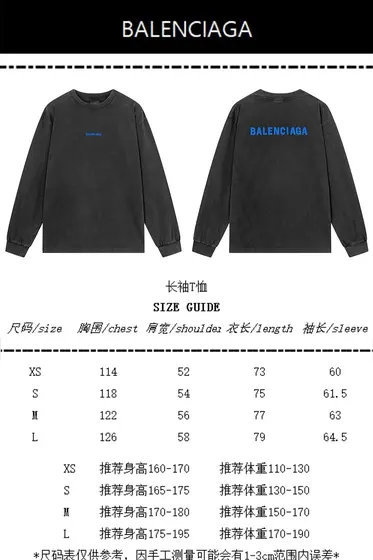 BALENCIAGA
BALENCIAGA
长袖T恤
SIZE GUIDE
尺码/size 胸围/chest 肩宽/shoulder 衣长/length 袖长/sleeve
XS 114 52 73 60
S 118 54 75 61.5
M 122 56 77 63
L 126 58 79 64.5
XS 推荐身高160-170 推荐体重110-130
S 推荐身高165-175 推荐体重130-150
M 推荐身高170-180 推荐体重150-170
L 推荐身高175-195 推荐体重170-190
*尺码表仅供参考，因手工测量可能会有1-3cm范围内误差*